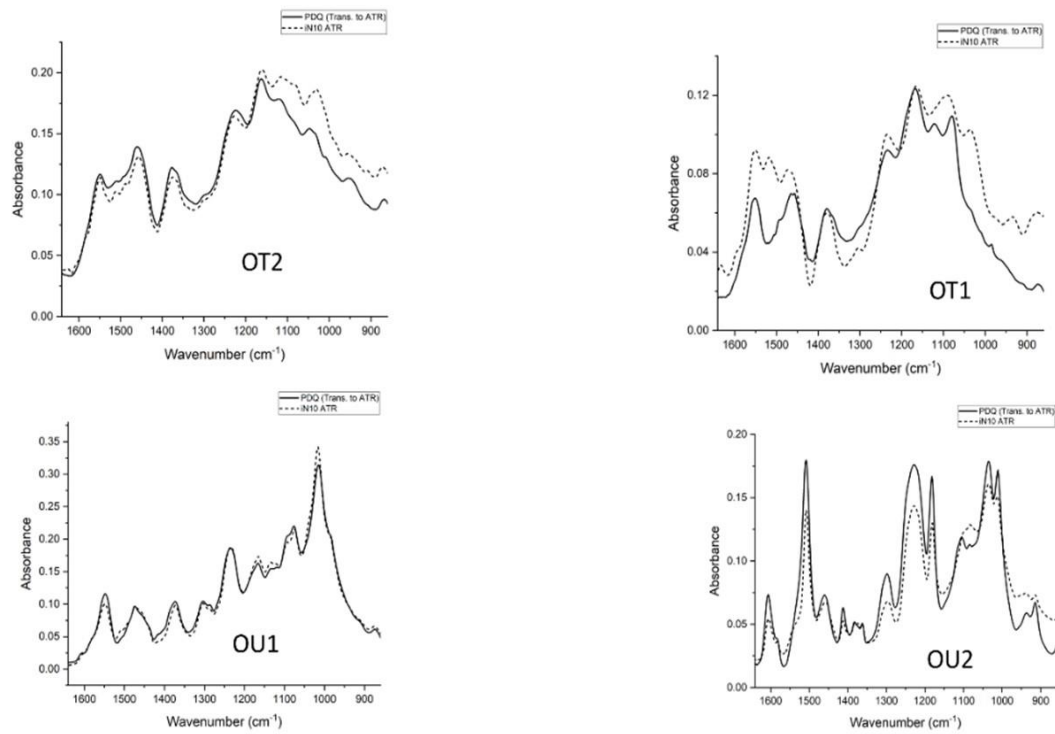 PDQ (Trans. to ATR)
iN10 ATR
0.20
0.15
0.10
0.05
0.00
Absorbance
OT2
1600 1500 1400 1300 1200 1100 1000 900
Wavenumber (cm-1)
PDQ (Trans. to ATR)
iN10 ATR
0.12
0.08
0.04
0.00
Absorbance
OT1
1600 1500 1400 1300 1200 1100 1000 900
Wavenumber (cm-1)
PDQ (Trans. to ATR)
iN10 ATR
0.35
0.30
0.25
0.20
0.15
0.10
0.05
0.00
Absorbance
OU1
1600 1500 1400 1300 1200 1100 1000 900
Wavenumber (cm-1)
PDQ (Trans. to ATR)
iN10 ATR
0.20
0.15
0.10
0.05
0.00
Absorbance
OU2
1600 1500 1400 1300 1200 1100 1000 900
Wavenumber (cm-1)